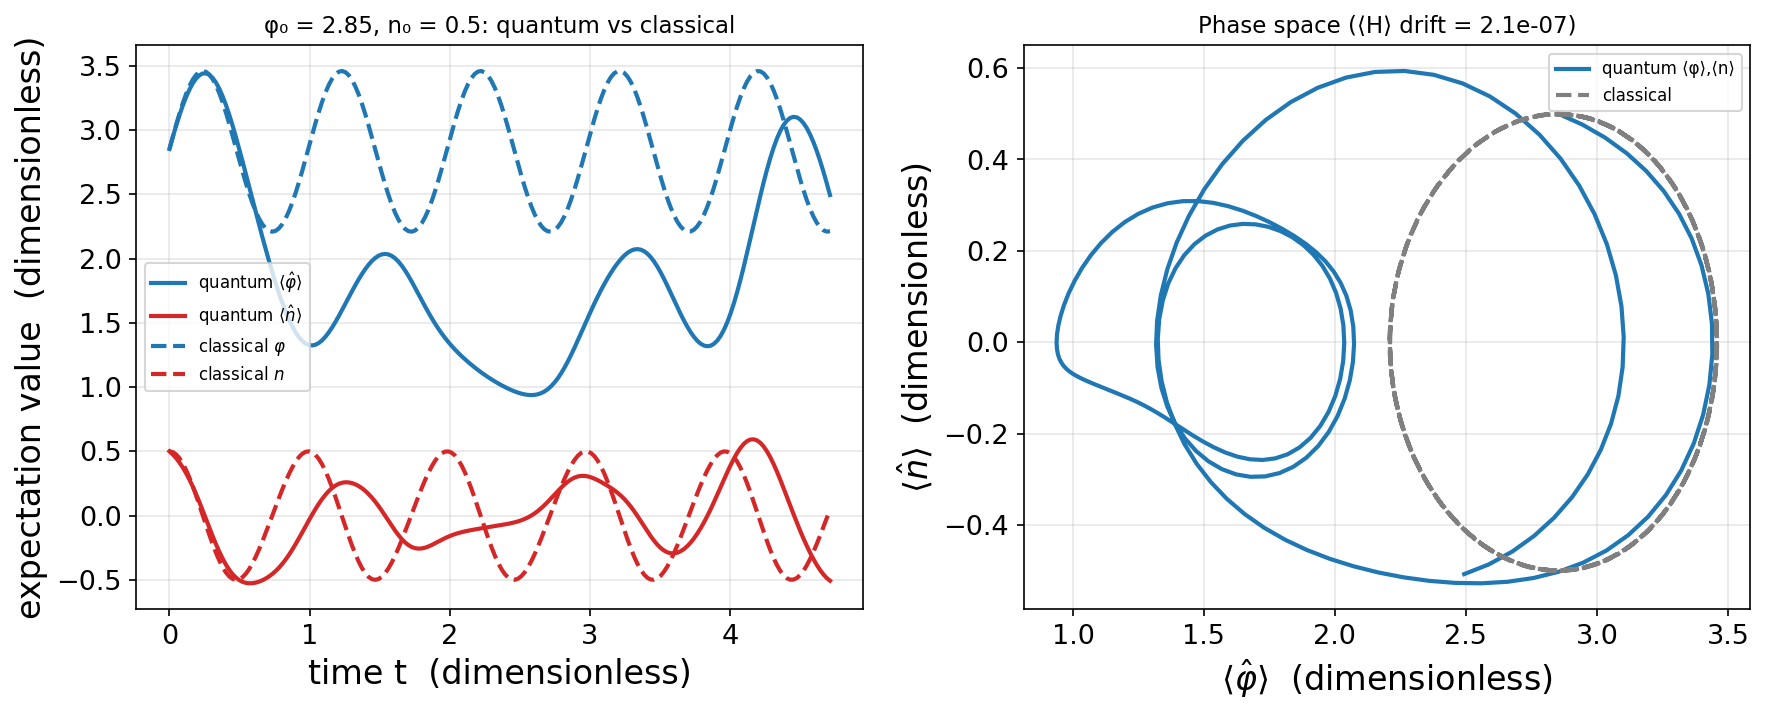 φ₀ = 2.85, n₀ = 0.5: quantum vs classical
expectation value (dimensionless)
3.5
3.0
2.5
2.0
1.5
1.0
0.5
0.0
−0.5
quantum ⟨φ̂⟩
quantum ⟨n̂⟩
classical φ
classical n
0
1
2
3
4
time t (dimensionless)
Phase space (⟨H⟩ drift = 2.1e-07)
⟨n̂⟩ (dimensionless)
0.6
0.4
0.2
0.0
−0.2
−0.4
quantum ⟨φ⟩,⟨n⟩
classical
1.0
1.5
2.0
2.5
3.0
3.5
⟨φ̂⟩ (dimensionless)